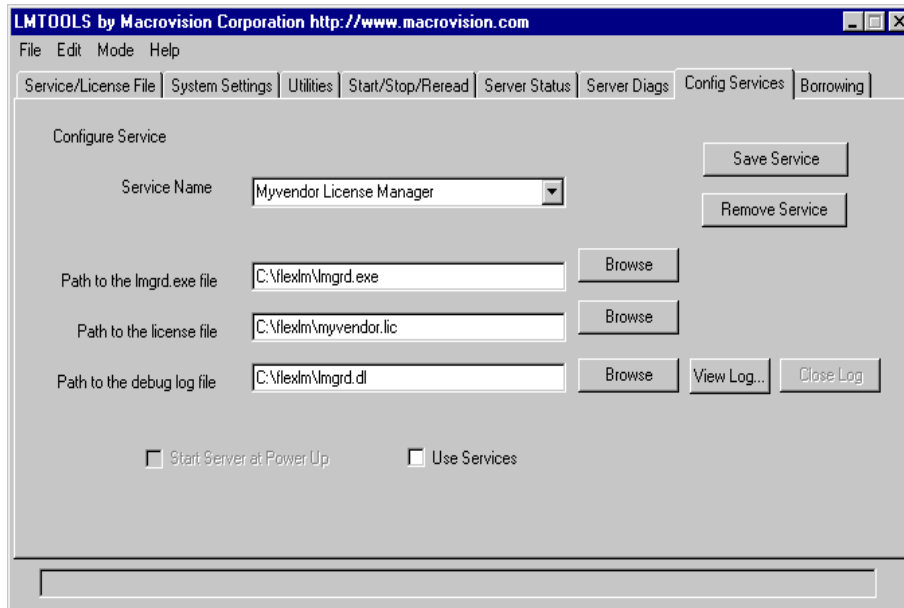 LMTOOLS by Macrovision Corporation http://www.macrovision.com
File Edit Mode Help
Service/License File System Settings Utilities Start/Stop/Reread Server Status Server Diags Config Services Borrowing
Configure Service
Save Service
Service Name Myvendor License Manager
Remove Service
Path to the lmgrd.exe file C:\flexlm\lmgrd.exe Browse
Path to the license file C:\flexlm\myvendor.lic Browse
Path to the debug log file C:\flexlm\lmgrd.dl Browse View Log... Close Log
Start Server at Power Up Use Services